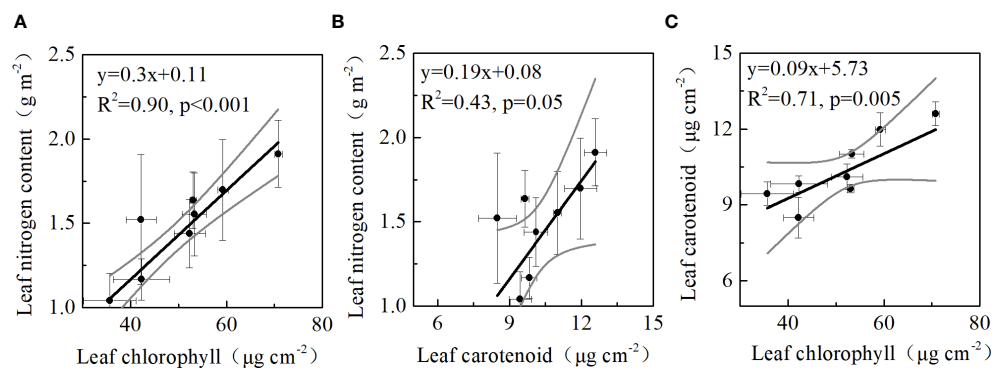 A
B
C
Leaf nitrogen content (g m-2)
2.5
2.0
1.5
1.0
y=0.3x+0.11
R2=0.90, p<0.001
40
60
80
Leaf chlorophyll (μg cm-2)
Leaf nitrogen content (g m-2)
2.5
2.0
1.5
1.0
y=0.19x+0.08
R2=0.43, p=0.05
6
9
12
15
Leaf carotenoid (μg cm-2)
Leaf carotenoid (μg cm-2)
15
12
9
6
y=0.09x+5.73
R2=0.71, p=0.005
40
60
80
Leaf chlorophyll (μg cm-2)